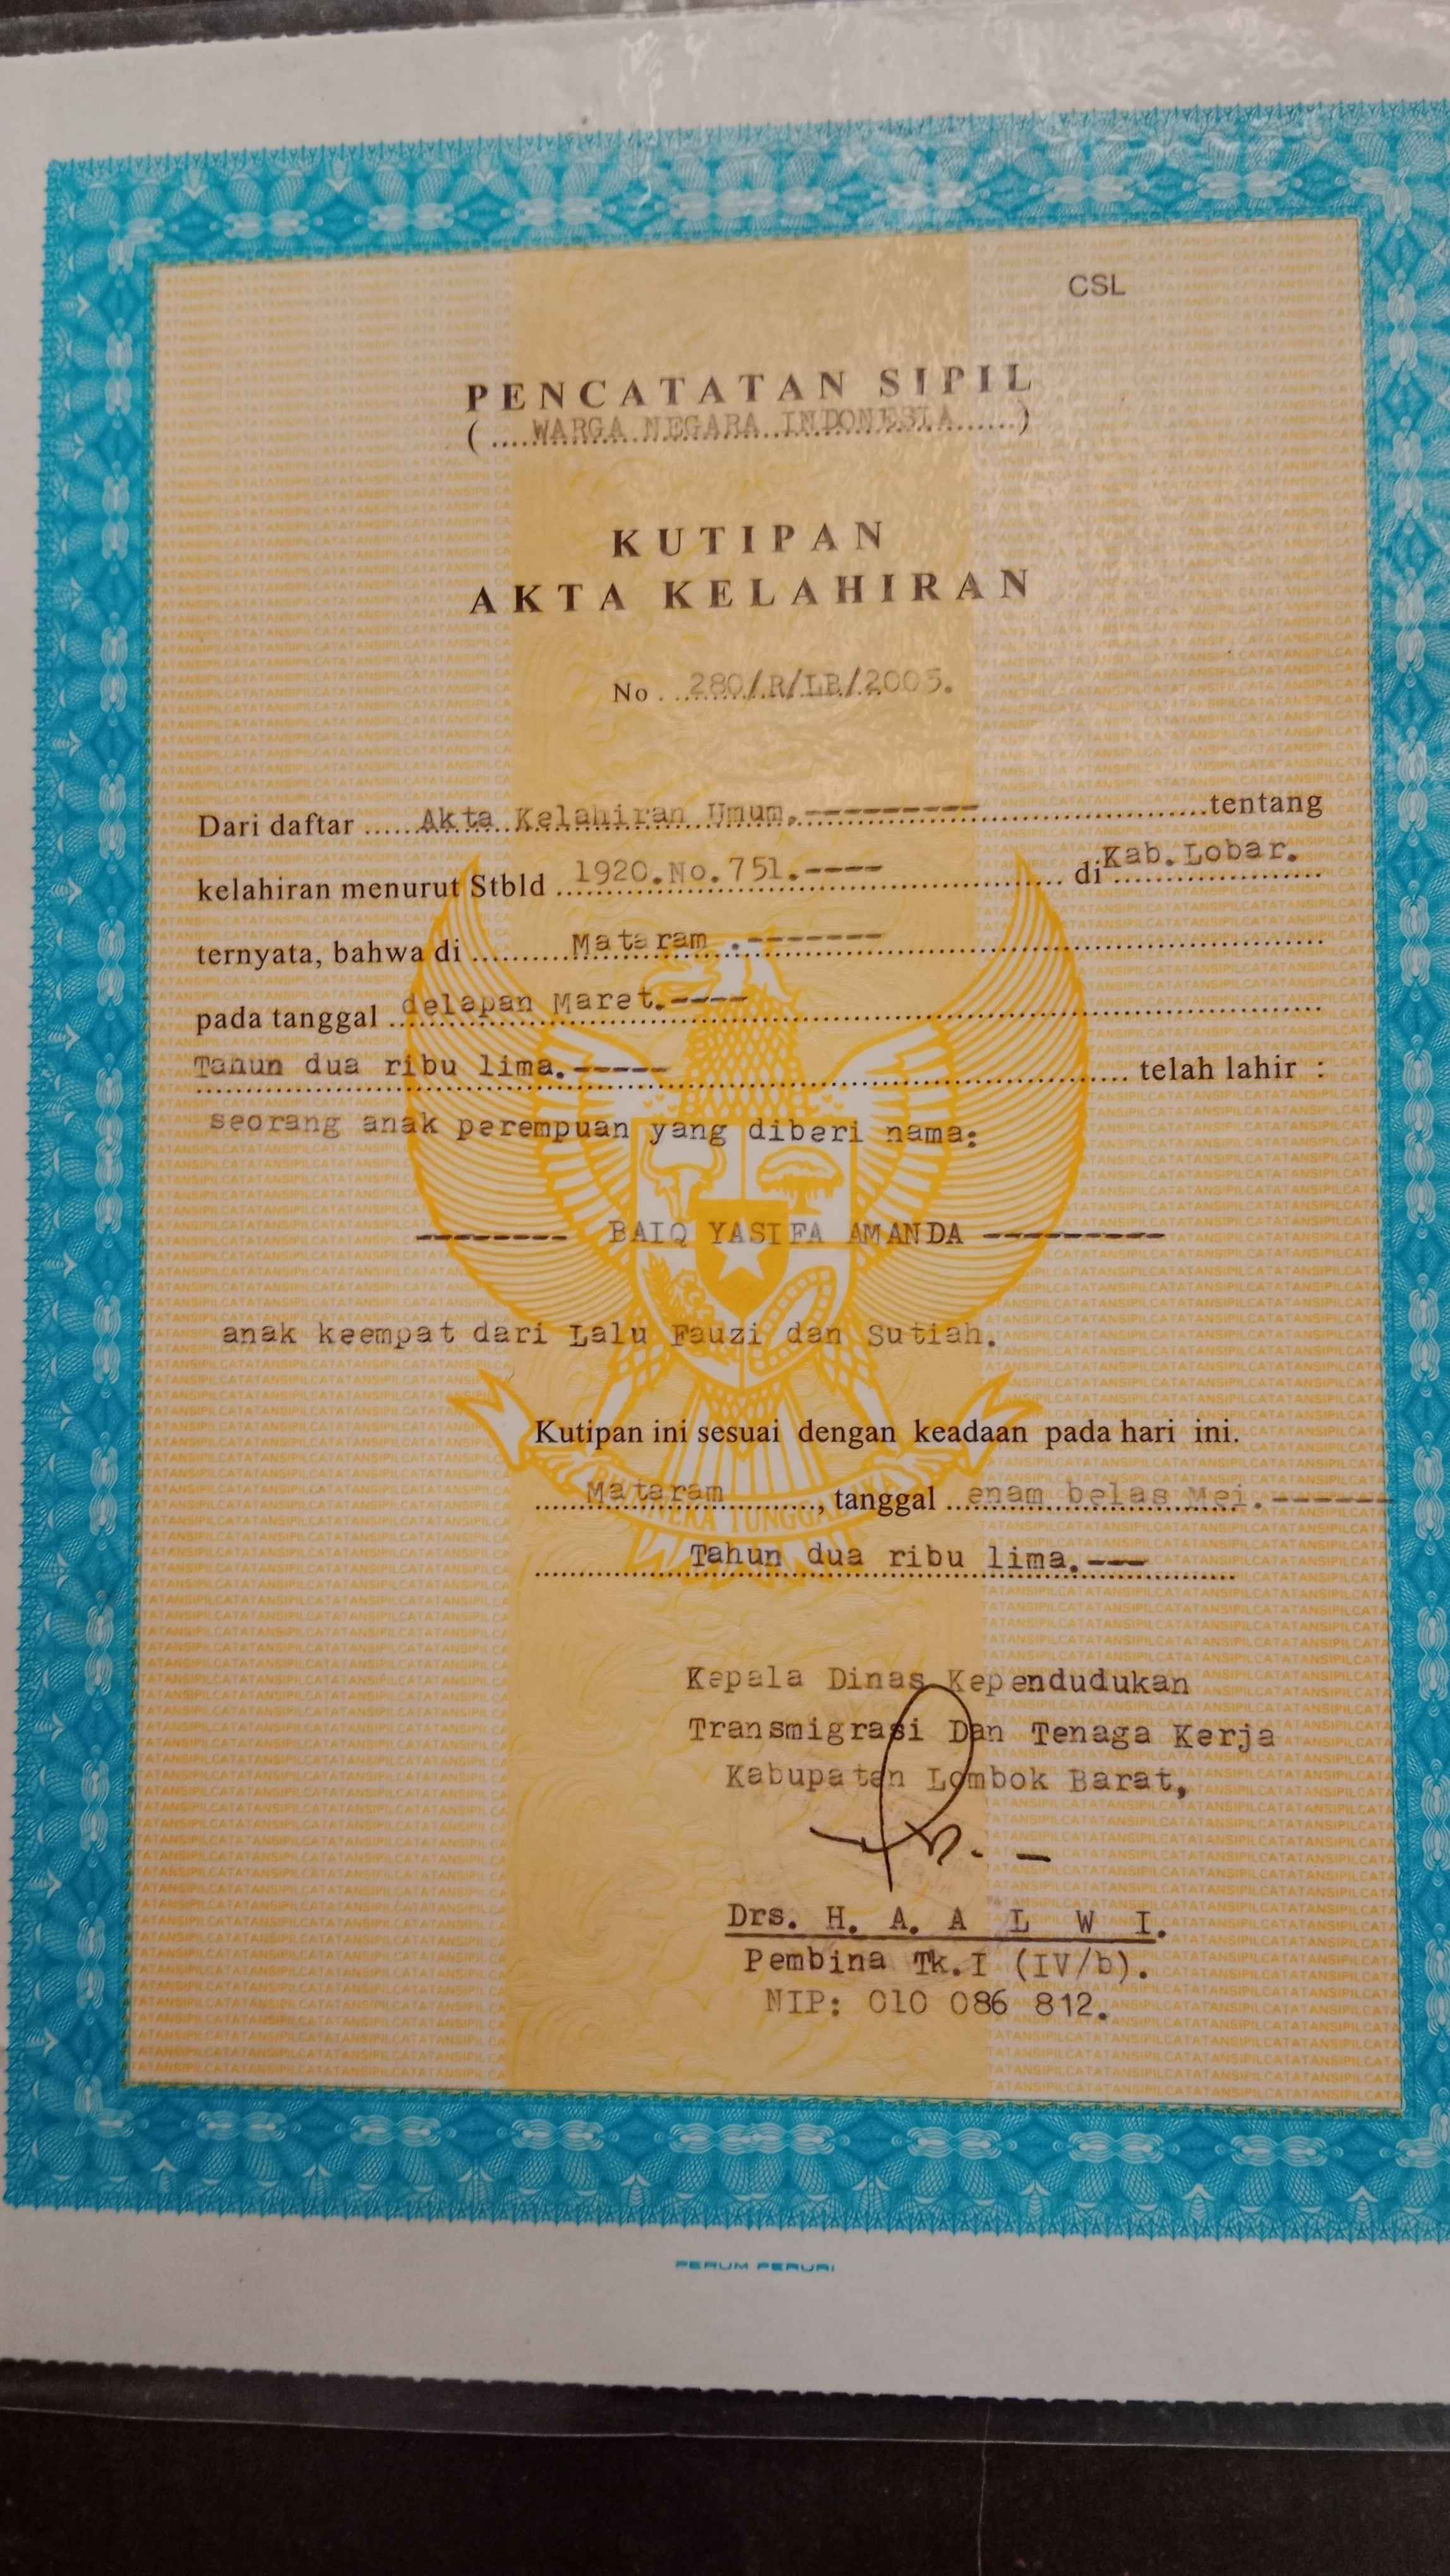 CSL
PENCATATAN SIPIL
(....WARGA NEGARA INDONESIA......)
KUTIPAN
AKTA KELAHIRAN
No. ..280/R/LB/2005.
Dari daftar ......Akta Kelahiran Umum.---------..........tentang
kelahiran menurut Stbld ..1920.No.751.----.......... di Kab.Lobar.
ternyata, bahwa di ..........Mataram .-------..........
pada tanggal ..delapan Maret.----..........
Tahun dua ribu lima.-----.......... telah lahir :
seorang anak perempuan yang diberi nama:
-------- BAIQ YASIFA AMANDA ---------
anak keempat dari Lalu Fauzi dan Sutiah.
Kutipan ini sesuai dengan keadaan pada hari ini.
......Mataram.........., tanggal ...enam belas Mei.------
Tahun dua ribu lima.---
BHINEKA TUNGGAL IKA
Kepala Dinas Kependudukan
Transmigrasi Dan Tenaga Kerja
Kabupaten Lombok Barat,
Drs. H. A. A L W I.
Pembina Tk.I (IV/b).
NIP: 010 086 812.
PERUM PERURI